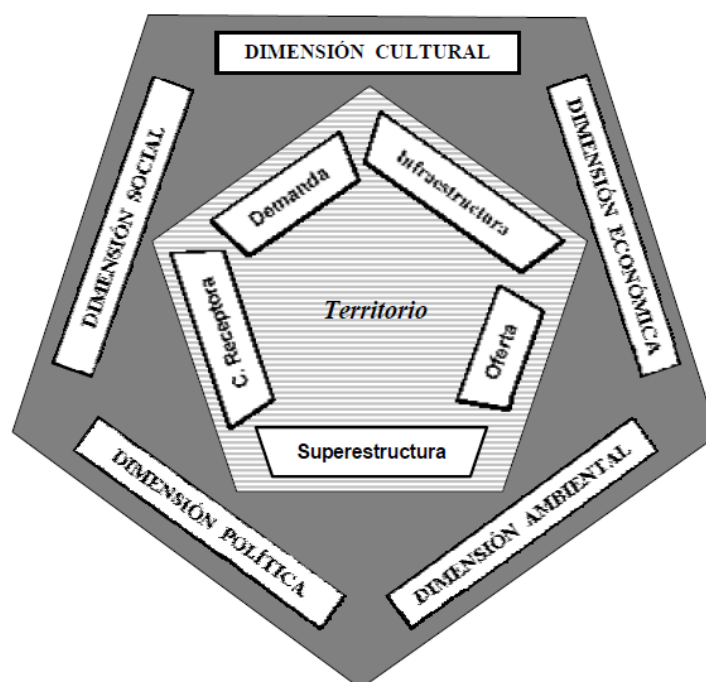 DIMENSIÓN CULTURAL
DIMENSIÓN SOCIAL
DIMENSIÓN ECONÓMICA
Demanda
Infraestructura
Territorio
C. Receptora
Oferta
Superestructura
DIMENSIÓN POLÍTICA
DIMENSIÓN AMBIENTAL